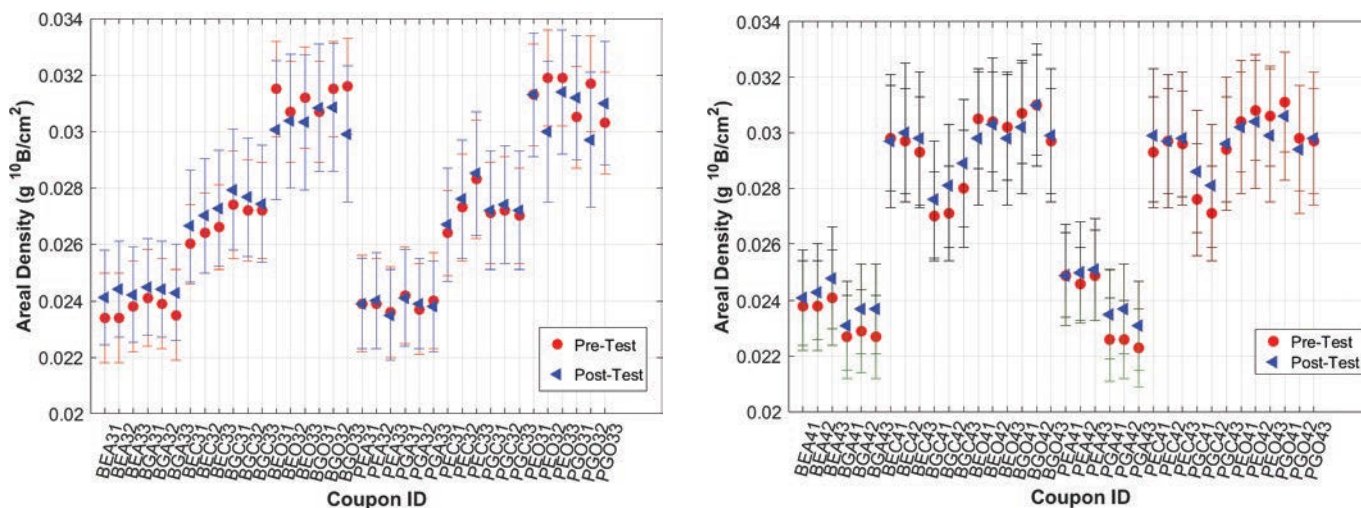 0.034
0.032
0.03
0.028
0.026
0.024
0.022
0.02
Areal Density (g ¹⁰B/cm²)
Pre-Test
Post-Test
BEA31
BEA32
BEA33
BGA31
BGA32
BGA33
BEC31
BEC32
BEC33
BGC31
BGC32
BGC33
BEO31
BEO32
BEO33
BGO31
BGO32
BGO33
PEA31
PEA32
PEA33
PGA31
PGA32
PGA33
PEC31
PEC32
PEC33
PGC31
PGC32
PGC33
PEO31
PEO32
PEO33
PGO31
PGO32
PGO33
Coupon ID
0.034
0.032
0.03
0.028
0.026
0.024
0.022
0.02
Areal Density (g ¹⁰B/cm²)
Pre-Test
Post-Test
BEA41
BEA42
BEA43
BGA41
BGA42
BGA43
BEC41
BEC42
BEC43
BGC41
BGC42
BGC43
BEO41
BEO42
BEO43
BGO41
BGO42
BGO43
PEA41
PEA42
PEA43
PGA41
PGA42
PGA43
PEC41
PEC42
PEC43
PGC41
PGC42
PGC43
PEO41
PEO42
PEO43
PGO41
PGO42
PGO43
Coupon ID